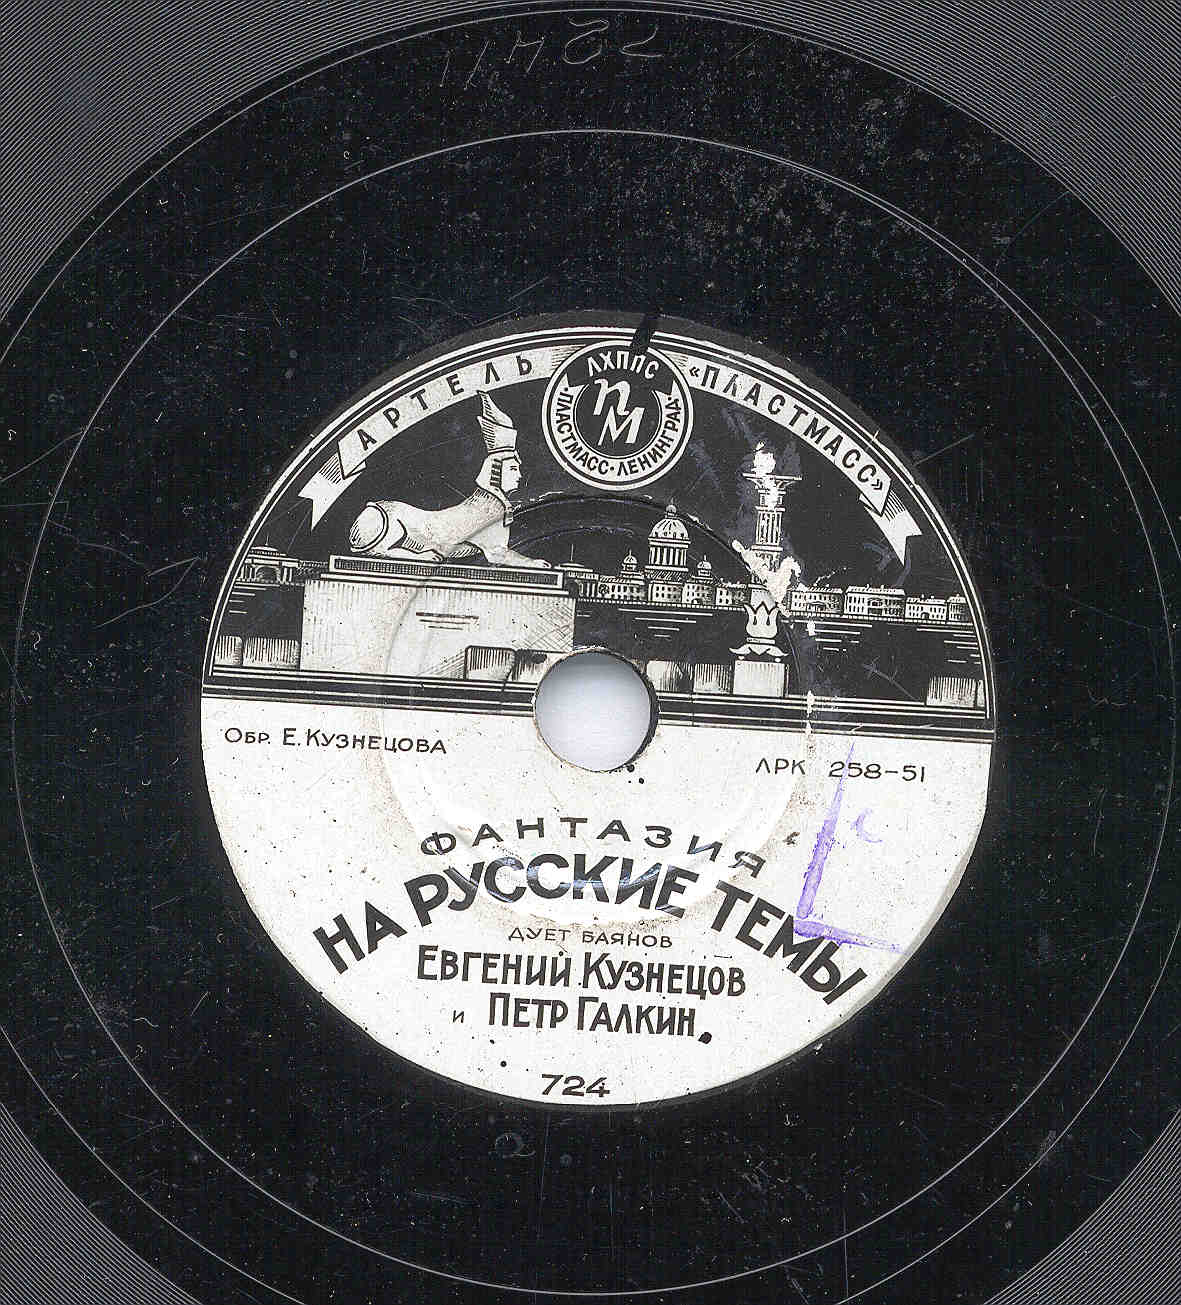 АРТЕЛЬ «ПЛАСТМАСС»
ЛХППС
ПМ
ПЛАСТМАСС·ЛЕНИНГРАД
Обр. Е. Кузнецова
ЛРК 258-51
ФАНТАЗИЯ
НА РУССКИЕ ТЕМЫ
ДУЕТ БАЯНОВ
Евгений Кузнецов
и Петр Галкин.
724